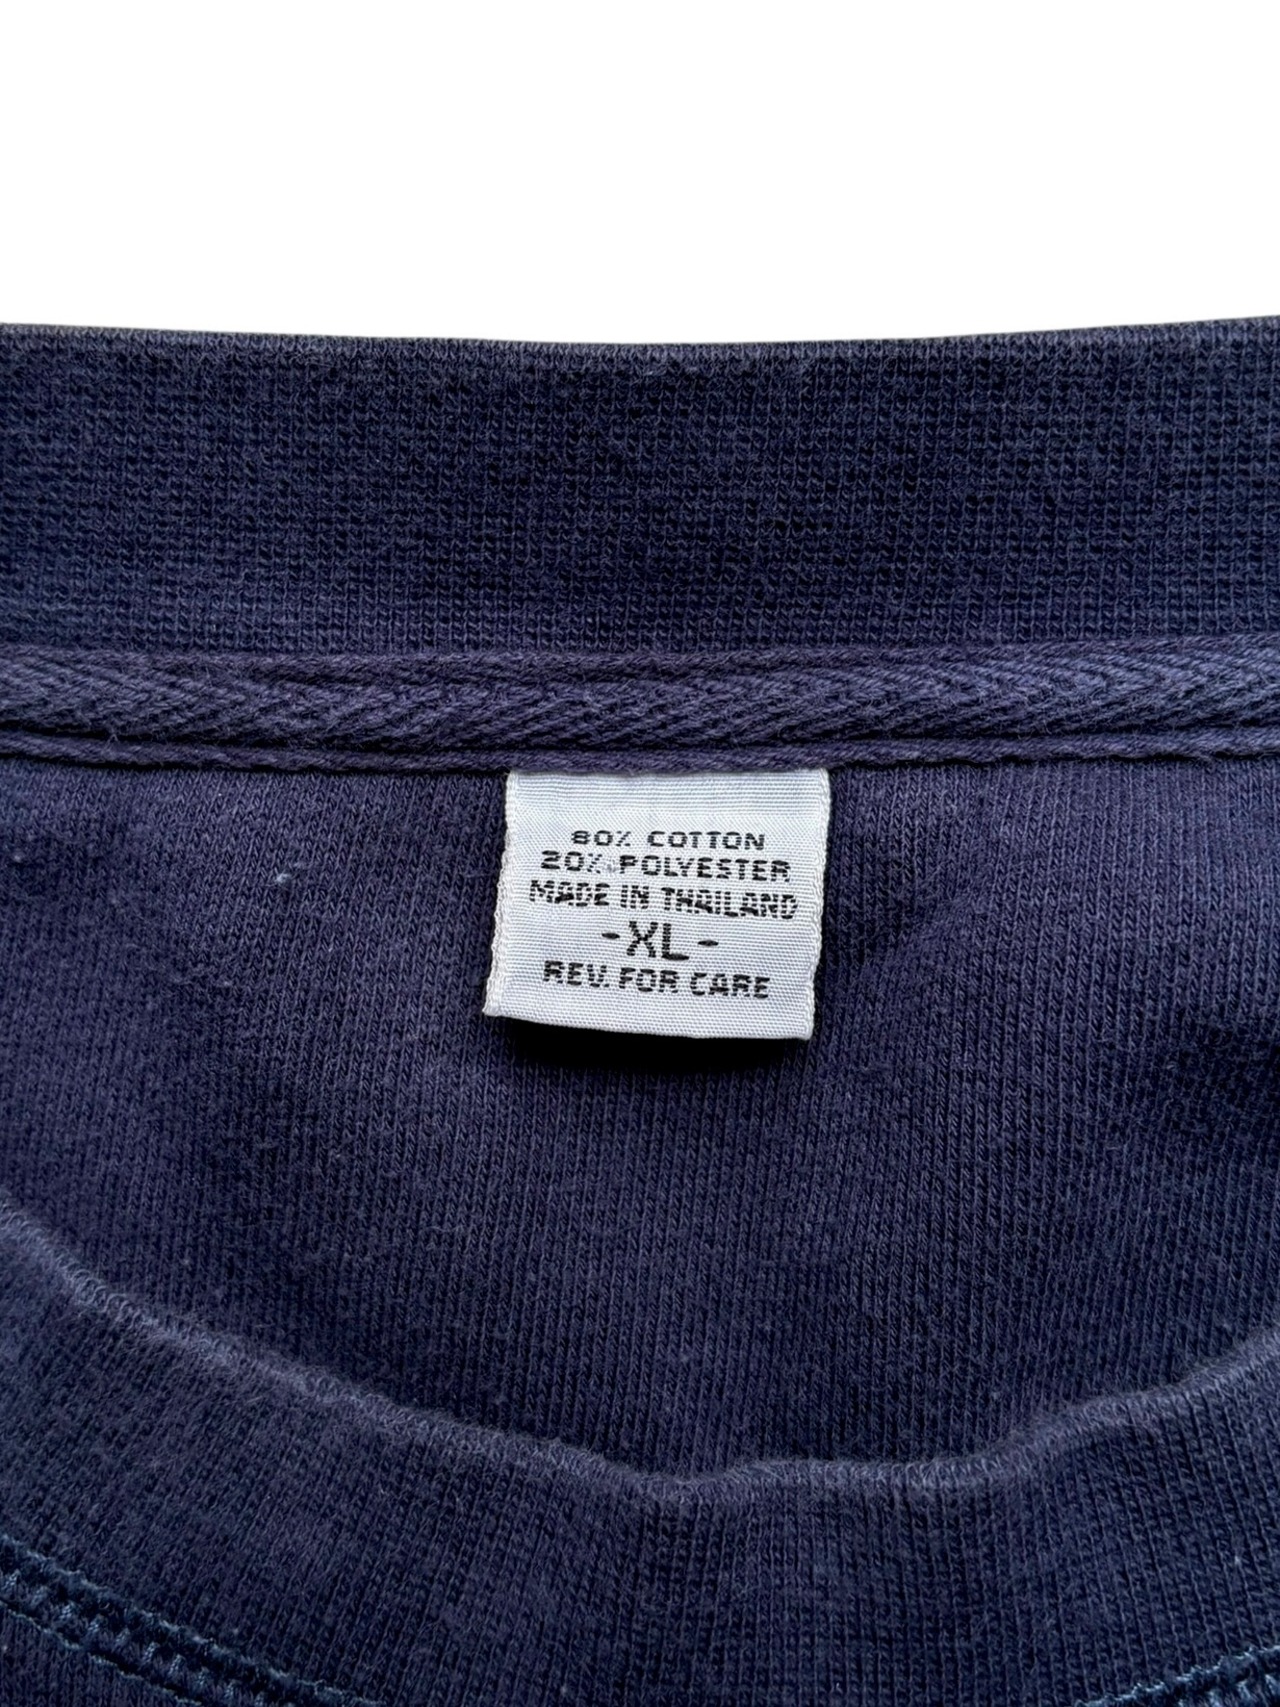 80% COTTON
20% POLYESTER
MADE IN THAILAND
-XL-
REV. FOR CARE